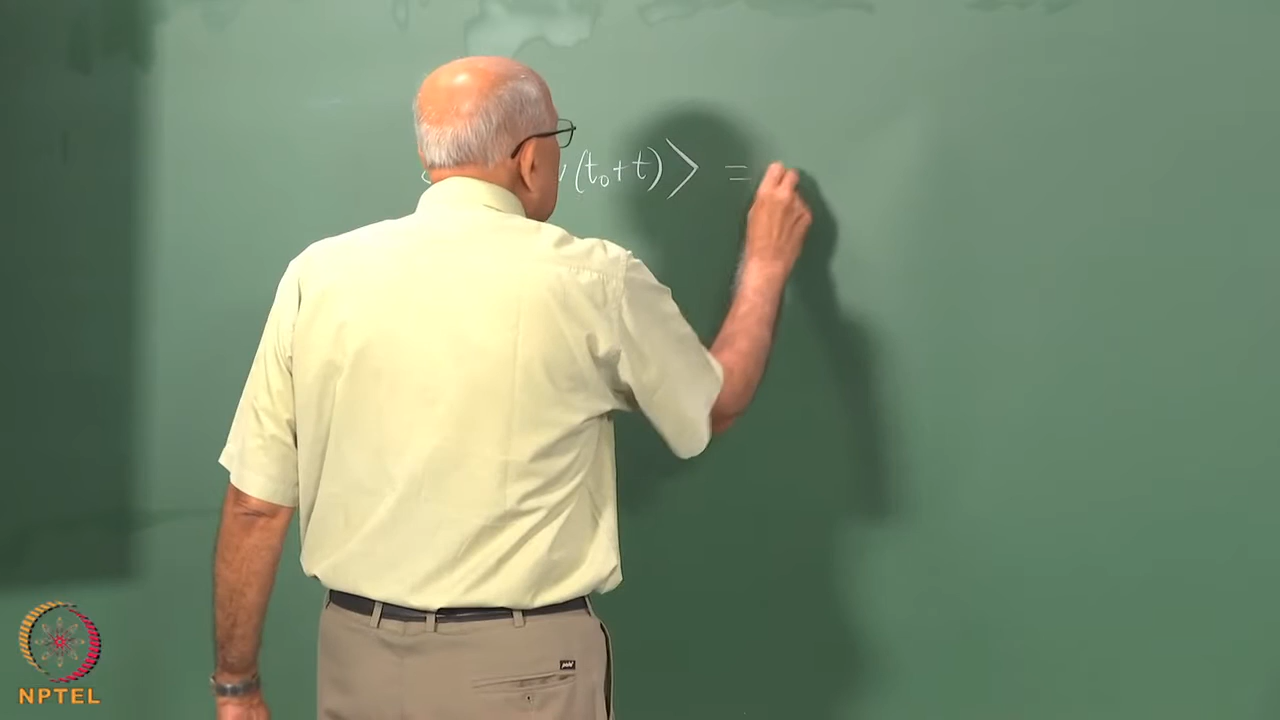 (t₀+t)⟩ =
NPTEL